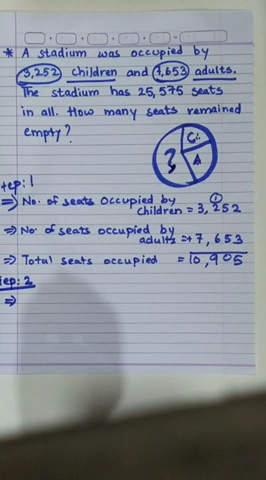 * A stadium was occupied by
3,252 children and 7,653 adults.
The stadium has 25,575 seats
in all. How many seats remained
empty?
C.
?
A
tep:1
=> No. of seats occupied by
children = 3,252
1
=> No. of seats occupied by
adults = +7,653
=> Total seats occupied = 10,905
tep: 2
=>